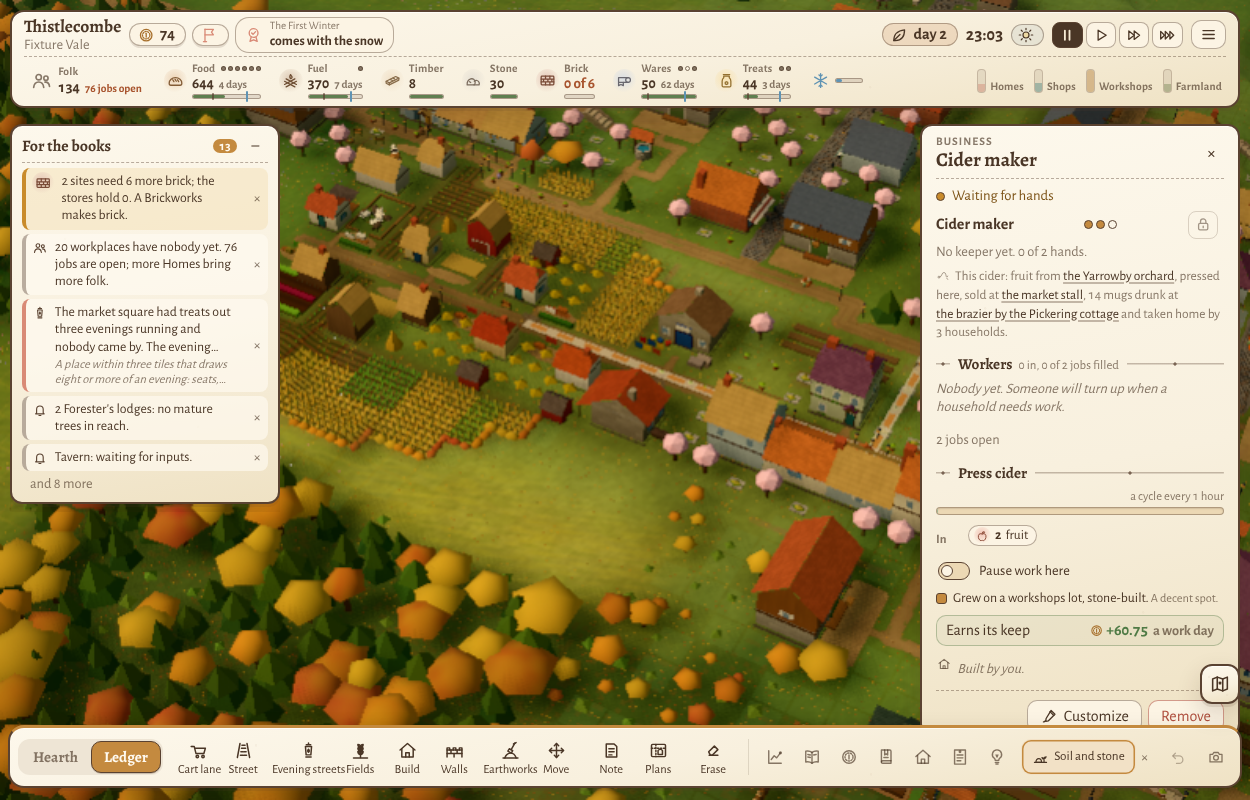 Thistlecombe
Fixture Vale
74
The First Winter
comes with the snow
day 2
23:03
Folk
134 76 jobs open
Food
644 4 days
Fuel
370 7 days
Timber
8
Stone
30
Brick
0 of 6
Wares
50 62 days
Treats
44 3 days
Homes
Shops
Workshops
Farmland
For the books
13
2 sites need 6 more brick; the
stores hold 0. A Brickworks
makes brick.
20 workplaces have nobody yet. 76
jobs are open; more Homes bring
more folk.
The market square had treats out
three evenings running and
nobody came by. The evening...
A place within three tiles that draws
eight or more of an evening: seats,...
2 Forester's lodges: no mature
trees in reach.
Tavern: waiting for inputs.
and 8 more
BUSINESS
Cider maker
Waiting for hands
Cider maker
No keeper yet. 0 of 2 hands.
This cider: fruit from the Yarrowby orchard, pressed
here, sold at the market stall, 14 mugs drunk at
the brazier by the Pickering cottage and taken home by
3 households.
Workers 0 in, 0 of 2 jobs filled
Nobody yet. Someone will turn up when a
household needs work.
2 jobs open
Press cider
a cycle every 1 hour
In
2 fruit
Pause work here
Grew on a workshops lot, stone-built. A decent spot.
Earns its keep
+60.75 a work day
Built by you.
Customize
Remove
Hearth
Ledger
Cart lane
Street
Evening streets
Fields
Build
Walls
Earthworks
Move
Note
Plans
Erase
Soil and stone